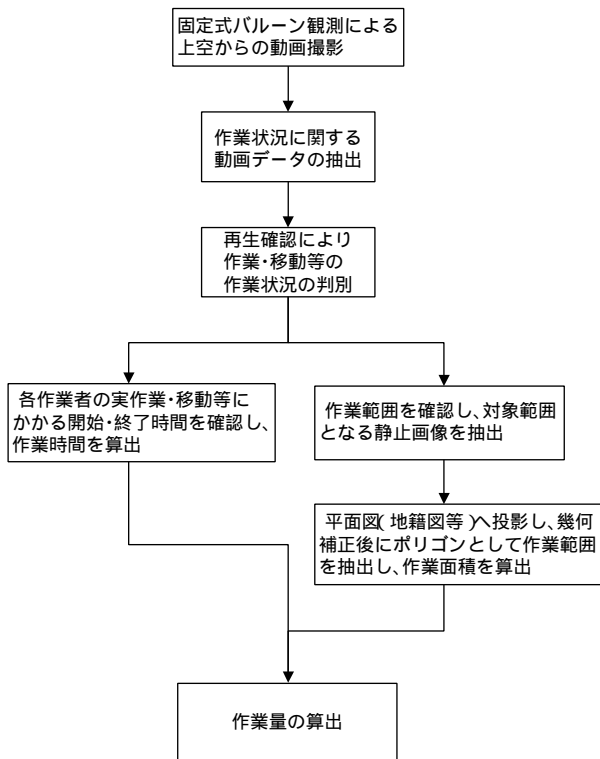 固定式バルーン観測による
上空からの動画撮影
作業状況に関する
動画データの抽出
再生確認により
作業・移動等の
作業状況の判別
各作業者の実作業・移動等に
かかる開始・終了時間を確認し、
作業時間を算出
作業範囲を確認し、対象範囲
となる静止画像を抽出
平面図(地籍図等)へ投影し、幾何
補正後にポリゴンとして作業範囲
を抽出し、作業面積を算出
作業量の算出